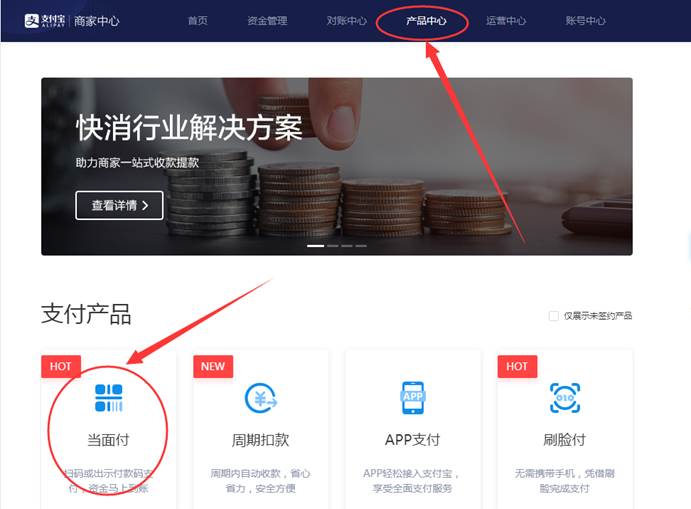 支付宝 ALIPAY 商家中心 首页 资金管理 对账中心 产品中心 运营中心 账号中心
快消行业解决方案
助力商家一站式收款提款
查看详情
支付产品
仅展示未签约产品
HOT
NEW
HOT
APP
010
当面付
周期扣款
APP支付
刷脸付
扫码或出示付款码支
付，资金马上到账
周期内自动收款，省心
省力，安全方便
APP轻松接入支付宝，
享受全面支付服务
无需携带手机，凭借刷
脸完成支付